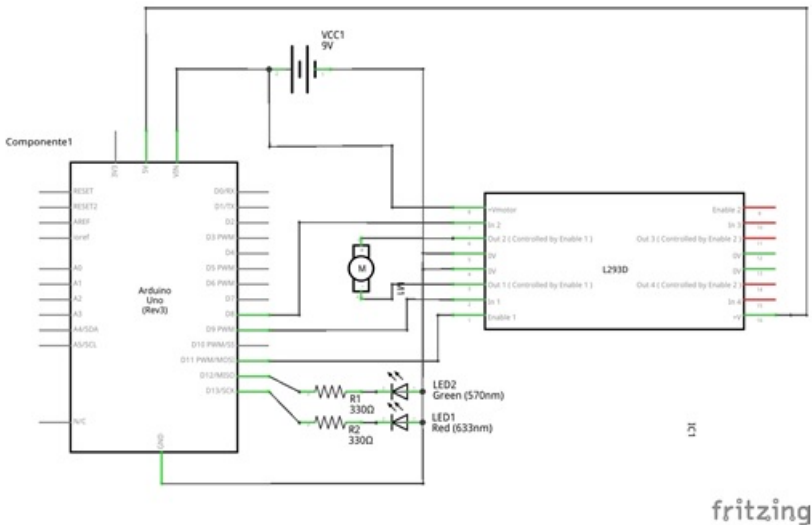 VCC1
9V
Componente1
3V3
5V
VIN
RESET
RESET2
AREF
ioref
A0
A1
A2
A3
A4/SDA
A5/SCL
N/C
GND
Arduino
Uno
(Rev3)
D0/RX
D1/TX
D2
D3 PWM
D4
D5 PWM
D6 PWM
D7
D8
D9 PWM
D10 PWM/SS
D11 PWM/MOSI
D12/MISO
D13/SCK
M
M1
R1
330Ω
R2
330Ω
LED2
Green (570nm)
LED1
Red (633nm)
+Vmotor
In 2
Out 2 ( Controlled by Enable 1 )
0V
0V
Out 1 ( Controlled by Enable 1 )
In 1
Enable 1
L293D
Enable 2
In 3
Out 3 ( Controlled by Enable 2 )
0V
0V
Out 4 ( Controlled by Enable 2 )
In 4
+V
IC1
fritzing